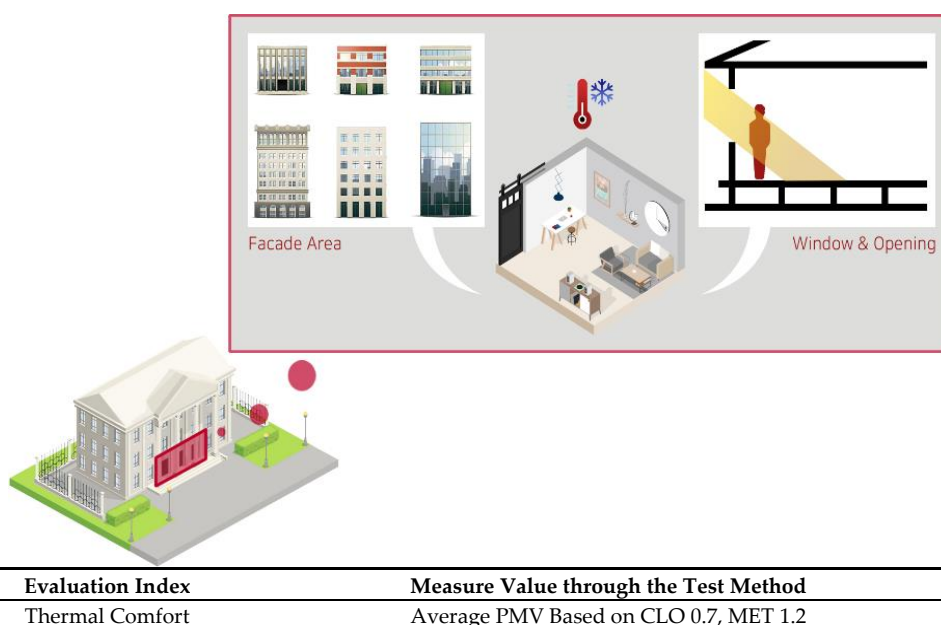 Facade Area
Window & Opening
Evaluation Index Measure Value through the Test Method
Thermal Comfort Average PMV Based on CLO 0.7, MET 1.2